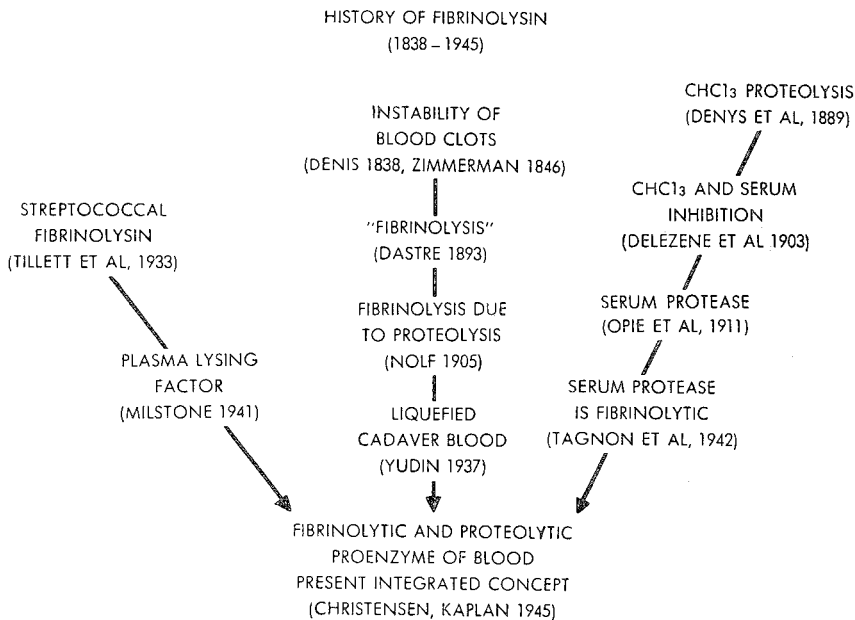 HISTORY OF FIBRINOLYSIN
(1838 – 1945)
INSTABILITY OF
BLOOD CLOTS
(DENIS 1838, ZIMMERMAN 1846)
"FIBRINOLYSIS"
(DASTRE 1893)
FIBRINOLYSIS DUE
TO PROTEOLYSIS
(NOLF 1905)
LIQUEFIED
CADAVER BLOOD
(YUDIN 1937)
STREPTOCOCCAL
FIBRINOLYSIN
(TILLETT ET AL, 1933)
PLASMA LYSING
FACTOR
(MILSTONE 1941)
CHCl₃ PROTEOLYSIS
(DENYS ET AL, 1889)
CHCl₃ AND SERUM
INHIBITION
(DELEZENE ET AL 1903)
SERUM PROTEASE
(OPIE ET AL, 1911)
SERUM PROTEASE
IS FIBRINOLYTIC
(TAGNON ET AL, 1942)
FIBRINOLYTIC AND PROTEOLYTIC
PROENZYME OF BLOOD
PRESENT INTEGRATED CONCEPT
(CHRISTENSEN, KAPLAN 1945)